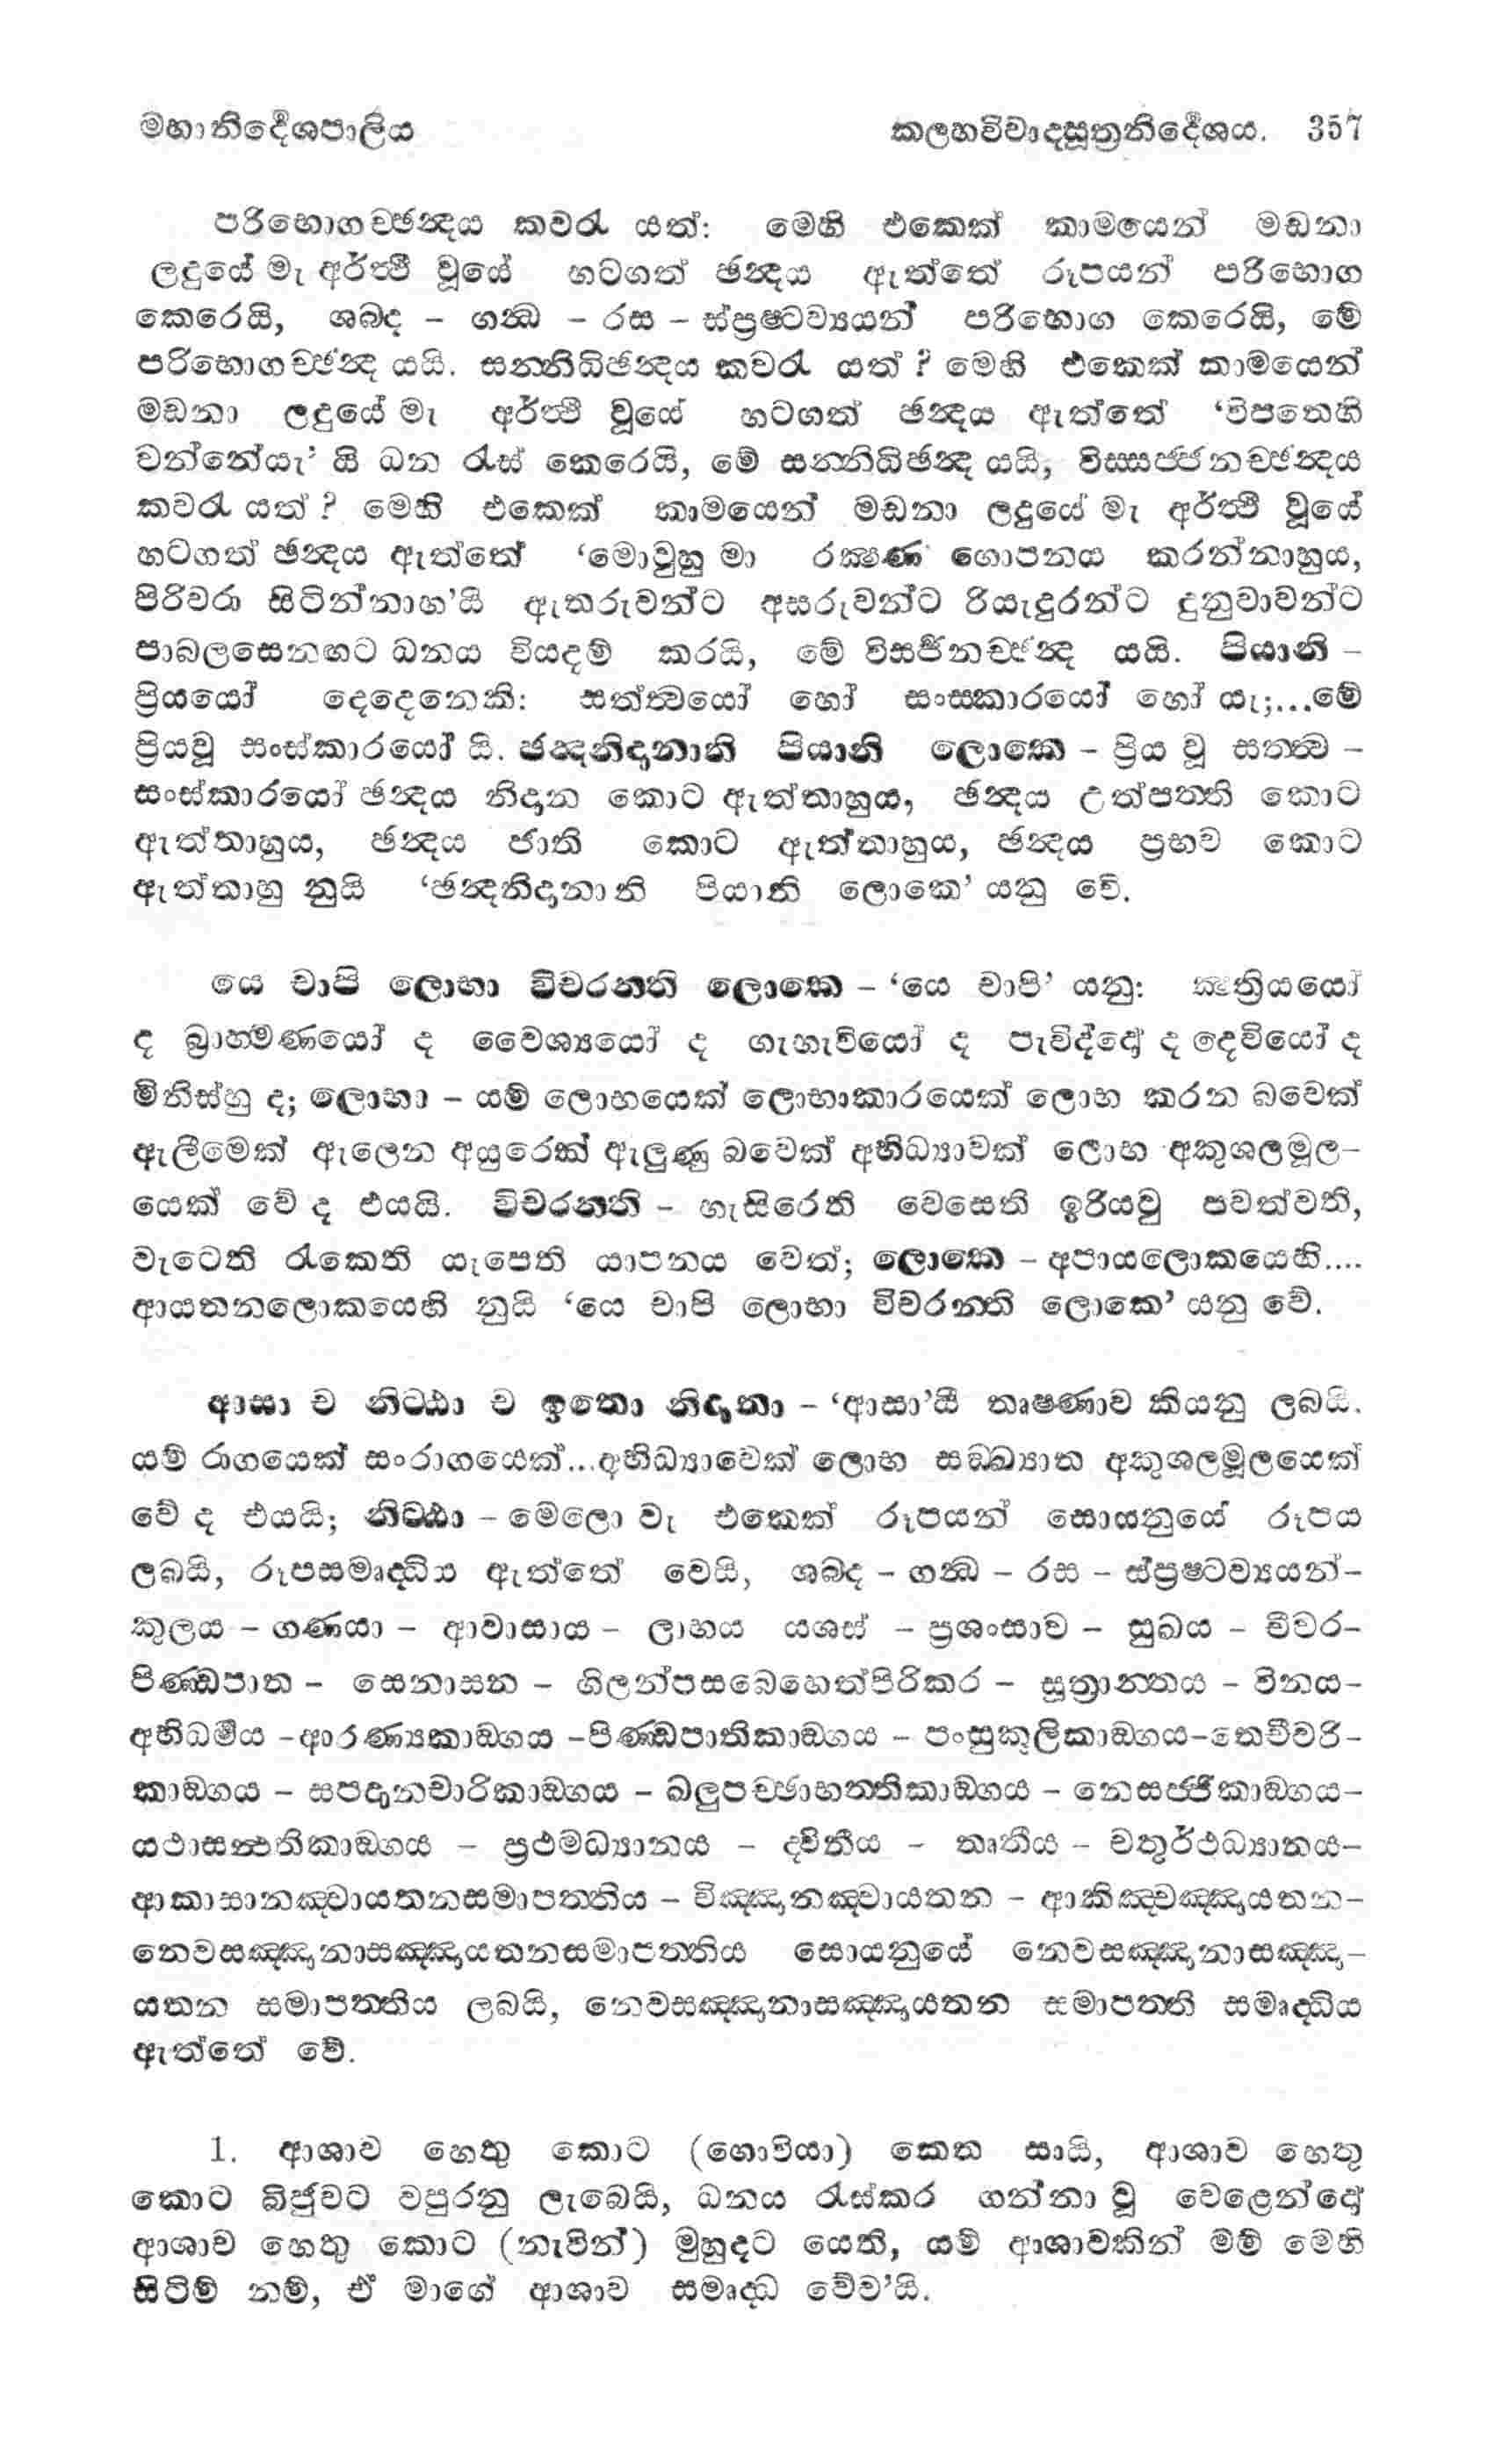 මහානිර්දේශපාලිය කලහවිවාදසූත්‍රනිර්දේශය. 357
පරිභොගච්ඡන්‍දය කවරැ යත්: මෙහි එකෙක් කාමයෙන් මඩනා
ලදුයේ මැ අර්ත්‍ථි වූයේ හටගත් ඡන්‍දය ඇත්තේ රූපයන් පරිභොග
කෙරෙයි, ශබ්ද – ගන්‍ධ – රස – ස්ප්‍රෂ්ටව්‍යයන් පරිභොග කෙරෙයි, මේ
පරිභොගච්ඡන්‍ද යයි. සන්නිධිඡන්‍දය කවරැ යත් ? මෙහි එකෙක් කාමයෙන්
මඩනා ලදුයේ මැ අර්ත්‍ථි වූයේ හටගත් ඡන්‍දය ඇත්තේ ‘විපතෙහි
වන්නේයැ’ යි ධන රැස් කෙරෙයි, මේ සන්නිධිඡන්‍ද යයි, විස්සජ්ජනච්ඡන්‍දය
කවරැ යත් ? මෙහි එකෙක් කාමයෙන් මඩනා ලදුයේ මැ අර්ත්‍ථි වූයේ
හටගත් ඡන්‍දය ඇත්තේ ‘මොවුහු මා රක්‍ෂණ ගොපනය කරන්නාහුය,
පිරිවරා සිටින්නාහ’යි ඇතරුවන්ට අසරුවන්ට රියැදුරන්ට දුනුවාවන්ට
පාබලසෙනඟට ධනය වියදම් කරයි, මේ විසර්ජනච්ඡන්‍ද යයි. පියානි –
ප්‍රියයෝ දෙදෙනෙකි: සත්ත්‍වයෝ හෝ සංස්කාරයෝ හෝ යැ;...මේ
ප්‍රියවූ සංස්කාරයෝ යි. ඡන්‍දනිදානානි පියානි ලොකෙ – ප්‍රිය වූ සත්ත්‍ව –
සංස්කාරයෝ ඡන්‍දය නිදාන කොට ඇත්තාහුය, ඡන්‍දය උත්පත්ති කොට
ඇත්තාහුය, ඡන්‍දය ජාති කොට ඇත්තාහුය, ඡන්‍දය ප්‍රභව කොට
ඇත්තාහු නුයි ‘ඡන්‍දනිදානානි පියානි ලොකෙ’ යනු වේ.
යෙ චාපි ලොභා විචරන්ති ලොකෙ – ‘යෙ චාපි’ යනු: ක්‍ෂත්‍රියයෝ
ද බ්‍රාහ්මණයෝ ද වෛශ්‍යයෝ ද ගැහැවියෝ ද පැවිද්දෝ ද දෙවියෝ ද
මිනිස්හු ද; ලොභා – යම් ලොභයෙක් ලොභාකාරයෙක් ලොභ කරන බවෙක්
ඇලීමෙක් ඇලෙන අයුරෙක් ඇලුණු බවෙක් අභිධ්‍යාවක් ලොභ අකුශලමූල–
යෙක් වේ ද එයයි. විචරන්ති – හැසිරෙති වෙසෙති ඉරියවු පවත්වති,
වැටෙති රැකෙති යැපෙති යාපනය වෙත්; ලොකෙ – අපායලොකයෙහි....
ආයතනලොකයෙහි නුයි ‘යෙ චාපි ලොභා විචරන්ති ලොකෙ’ යනු වේ.
ආසා ච නිට්ඨා ච ඉතො නිදානා – ‘ආසා’යී තෘෂ්ණාව කියනු ලබයි.
යම් රාගයෙක් සංරාගයෙක්...අභිධ්‍යාවෙක් ලොභ සඞ්ඛ්‍යාත අකුශලමූලයෙක්
වේ ද එයයි; නිට්ඨා – මෙලො වැ එකෙක් රූපයන් සොයනුයේ රූපය
ලබයි, රූපසමෘද්ධිය ඇත්තේ වෙයි, ශබ්ද – ගන්‍ධ – රස – ස්ප්‍රෂ්ටව්‍යයන්–
කුලය – ගණයා – ආවාසාය – ලාභය යශස් – ප්‍රශංසාව – සුඛය – චීවර–
පිණ්ඩපාත – සෙනාසන – ගිලන්පසබෙහෙත්පිරිකර – සූත්‍රාන්තය – විනය–
අභිධර්මය –ආරණ්‍යකාඞ්ගය –පිණ්ඩපාතිකාඞ්ගය – පංසුකූලිකාඞ්ගය–තෙචීවරි–
කාඞ්ගය – සපදානචාරිකාඞ්ගය – ඛලුපච්ඡාභත්තිකාඞ්ගය – නෙසජ්ජිකාඞ්ගය–
යථාසන්‍ථතිකාඞ්ගය – ප්‍රථමධ්‍යානය – ද්විතීය – තෘතීය – චතුර්ථධ්‍යානය–
ආකාසානඤ්චායතනසමාපත්තිය – විඤ්ඤානඤ්චායතන – ආකිඤ්චඤ්ඤායතන–
නෙවසඤ්ඤානාසඤ්ඤායතනසමාපත්තිය සොයනුයේ නෙවසඤ්ඤානාසඤ්ඤා–
යතන සමාපත්තිය ලබයි, නෙවසඤ්ඤානාසඤ්ඤායතන සමාපත්ති සමෘද්ධිය
ඇත්තේ වේ.
1. ආශාව හෙතු කොට (ගොවියා) කෙත සායි, ආශාව හෙතු
කොට බිජුවට වපුරනු ලැබෙයි, ධනය රැස්කර ගන්නා වූ වෙළෙන්දෝ
ආශාව හෙතු කොට (නැවින්) මුහුදට යෙති, යම් ආශාවකින් මම් මෙහි
සිටිම් නම්, ඒ මාගේ ආශාව සමෘද්ධ වේව’යි.